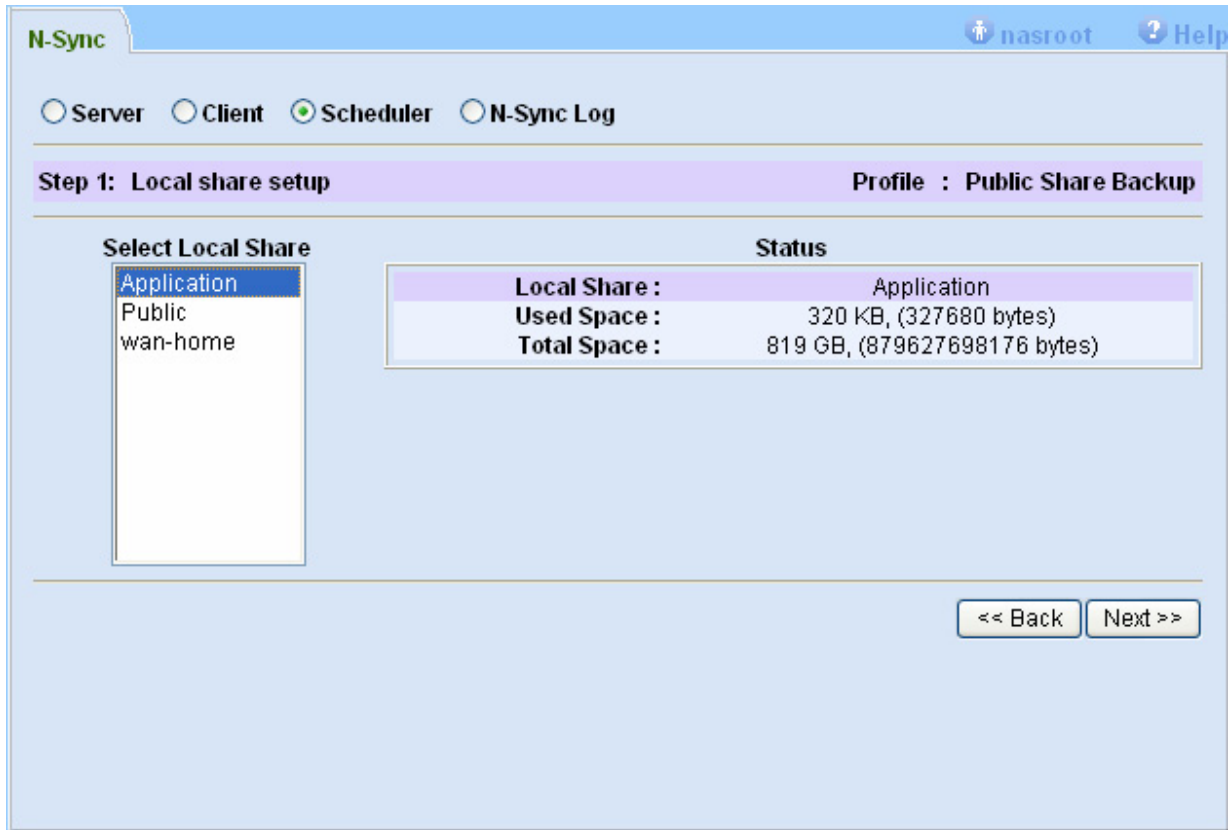 N-Sync
nasroot Help
Server Client Scheduler N-Sync Log
Step 1: Local share setup Profile : Public Share Backup
Select Local Share
Application
Public
wan-home
Status
Local Share : Application
Used Space : 320 KB, (327680 bytes)
Total Space : 819 GB, (879627698176 bytes)
<< Back Next >>